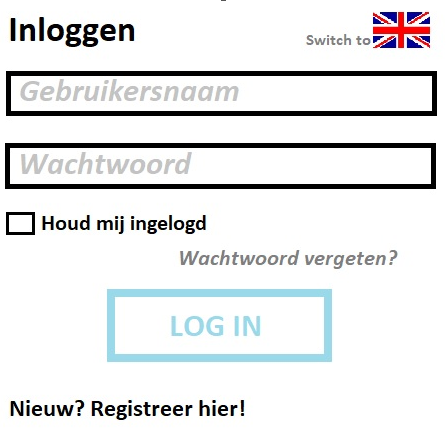 Inloggen
Switch to
Gebruikersnaam
Wachtwoord
Houd mij ingelogd
Wachtwoord vergeten?
LOG IN
Nieuw? Registreer hier!